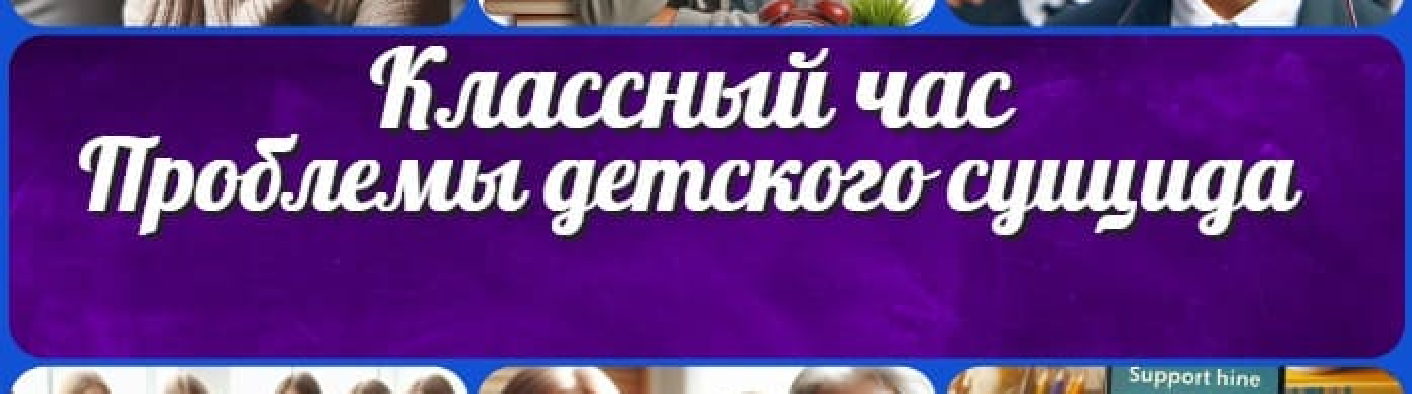 Классный час
Проблемы детского суицида
Support hine